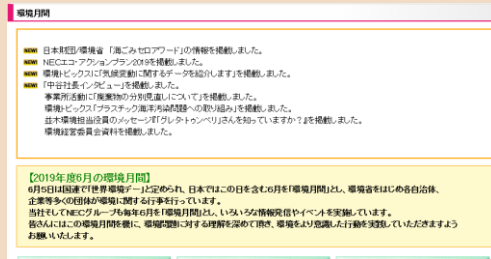 環境月間
NEW! 日本財団/環境省 「海ごみゼロアワード」の情報を掲載しました。
NEW! NECエコ・アクションプラン2019を掲載しました。
NEW! 環境トピックスに「気候変動に関するデータを紹介します」を掲載しました。
NEW! 「中谷社長インタビュー」を掲載しました。
事業所活動に「廃棄物の分別見直しについて」を掲載しました。
環境トピックス「プラスチック海洋汚染問題への取り組み」を掲載しました。
並木環境担当役員のメッセージ『「グレタ・トゥンベリ」さんを知っていますか?』を掲載しました。
環境経営委員会資料を掲載しました。
【2019年度6月の環境月間】
6月5日は国連で「世界環境デー」と定められ、日本ではこの日を含む6月を「環境月間」とし、環境省をはじめ各自治体、
企業等多くの団体が環境に関する行事を行っています。
当社そしてNECグループも毎年6月を「環境月間」とし、いろいろな情報発信やイベントを実施しています。
皆さんにはこの環境月間を機に、環境問題に対する理解を深めて頂き、環境をより意識した行動を実践していただきますよう
お願いいたします。